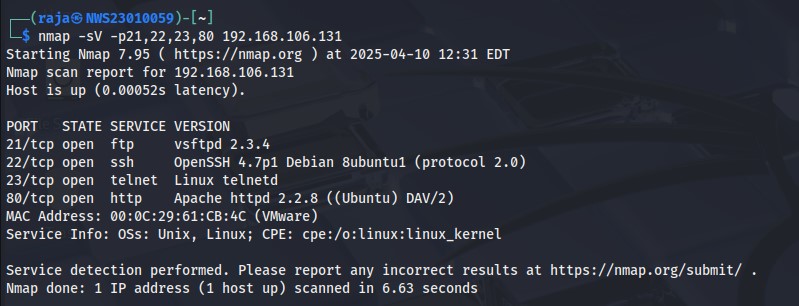 ┌──(raja㉿NWS23010059)-[~]
└─$ nmap -sV -p21,22,23,80 192.168.106.131
Starting Nmap 7.95 ( https://nmap.org ) at 2025-04-10 12:31 EDT
Nmap scan report for 192.168.106.131
Host is up (0.00052s latency).

PORT   STATE SERVICE VERSION
21/tcp open  ftp     vsftpd 2.3.4
22/tcp open  ssh     OpenSSH 4.7p1 Debian 8ubuntu1 (protocol 2.0)
23/tcp open  telnet  Linux telnetd
80/tcp open  http    Apache httpd 2.2.8 ((Ubuntu) DAV/2)
MAC Address: 00:0C:29:61:CB:4C (VMware)
Service Info: OSs: Unix, Linux; CPE: cpe:/o:linux:linux_kernel

Service detection performed. Please report any incorrect results at https://nmap.org/submit/ .
Nmap done: 1 IP address (1 host up) scanned in 6.63 seconds